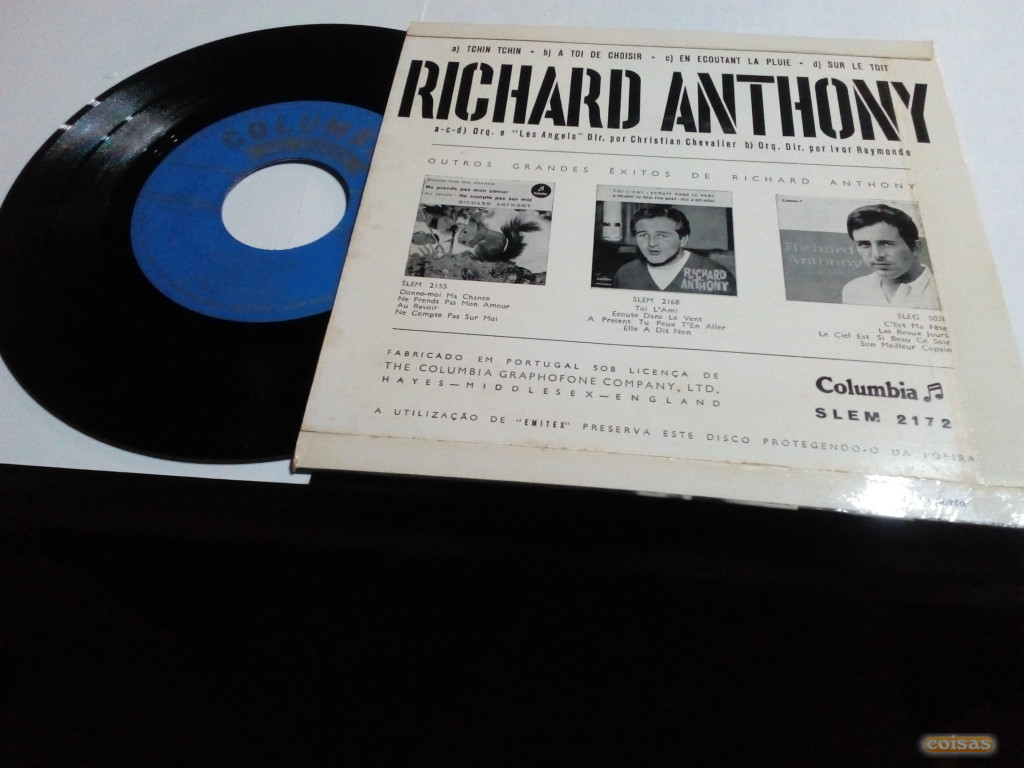 a) TCHIN TCHIN - b) A TOI DE CHOISIR - c) EN ECOUTANT LA PLUIE - d) SUR LE TOIT
RICHARD ANTHONY
a-c-d) Orq. e "Les Angels" Dir. por Christian Chevalier b) Orq. Dir. por Ivor Raymonde
OUTROS GRANDES ÊXITOS DE RICHARD ANTHONY
Ne prends pas mon amour
Au revoir - Ne compte pas sur moi
RICHARD ANTHONY
RICHARD
ANTHONY
Richard
Anthony
SLEM 2155
Donne-moi Ma Chance
Ne Prends Pas Mon Amour
Au Revoir
Ne Compte Pas Sur Moi
SLEM 2168
Toi L'Ami
Écoute Dans Le Vent
A Présent Tu Peux T'En Aller
Elle A Dit Non
SLEG 5031
C'Est Ma Fête
Les Beaux Jours
Le Ciel Est Si Beau Ce Soir
Son Meilleur Copain
FABRICADO EM PORTUGAL SOB LICENÇA DE
THE COLUMBIA GRAPHOFONE COMPANY, LTD.
HAYES—MIDDLESEX—ENGLAND
Columbia
SLEM 2172
A UTILIZAÇÃO DE "EMITEX" PRESERVA ESTE DISCO PROTEGENDO-O DA POEIRA
Porto
COLUMBIA
coisas